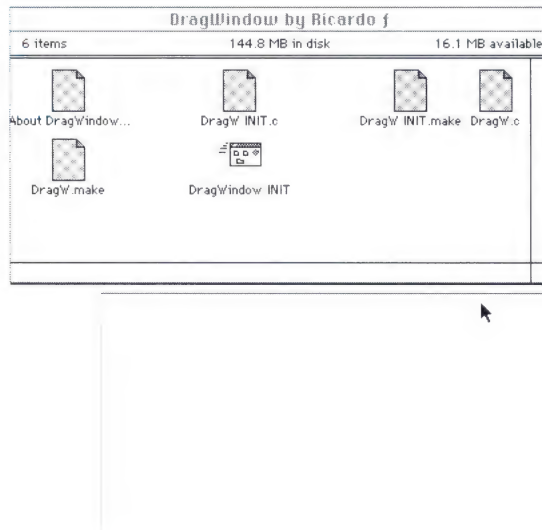 DragWindow by Ricardo ƒ
6 items 144.8 MB in disk 16.1 MB available
About DragWindow... DragW INIT.c DragW INIT.make DragW.c
DragW.make DragWindow INIT